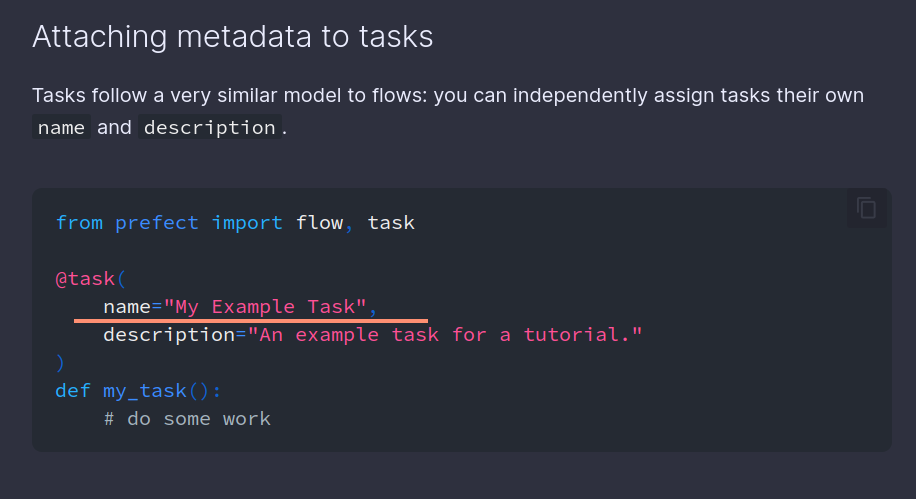 Attaching metadata to tasks
Tasks follow a very similar model to flows: you can independently assign tasks their own
name and description.
from prefect import flow, task
@task(
    name="My Example Task",
    description="An example task for a tutorial."
)
def my_task():
    # do some work